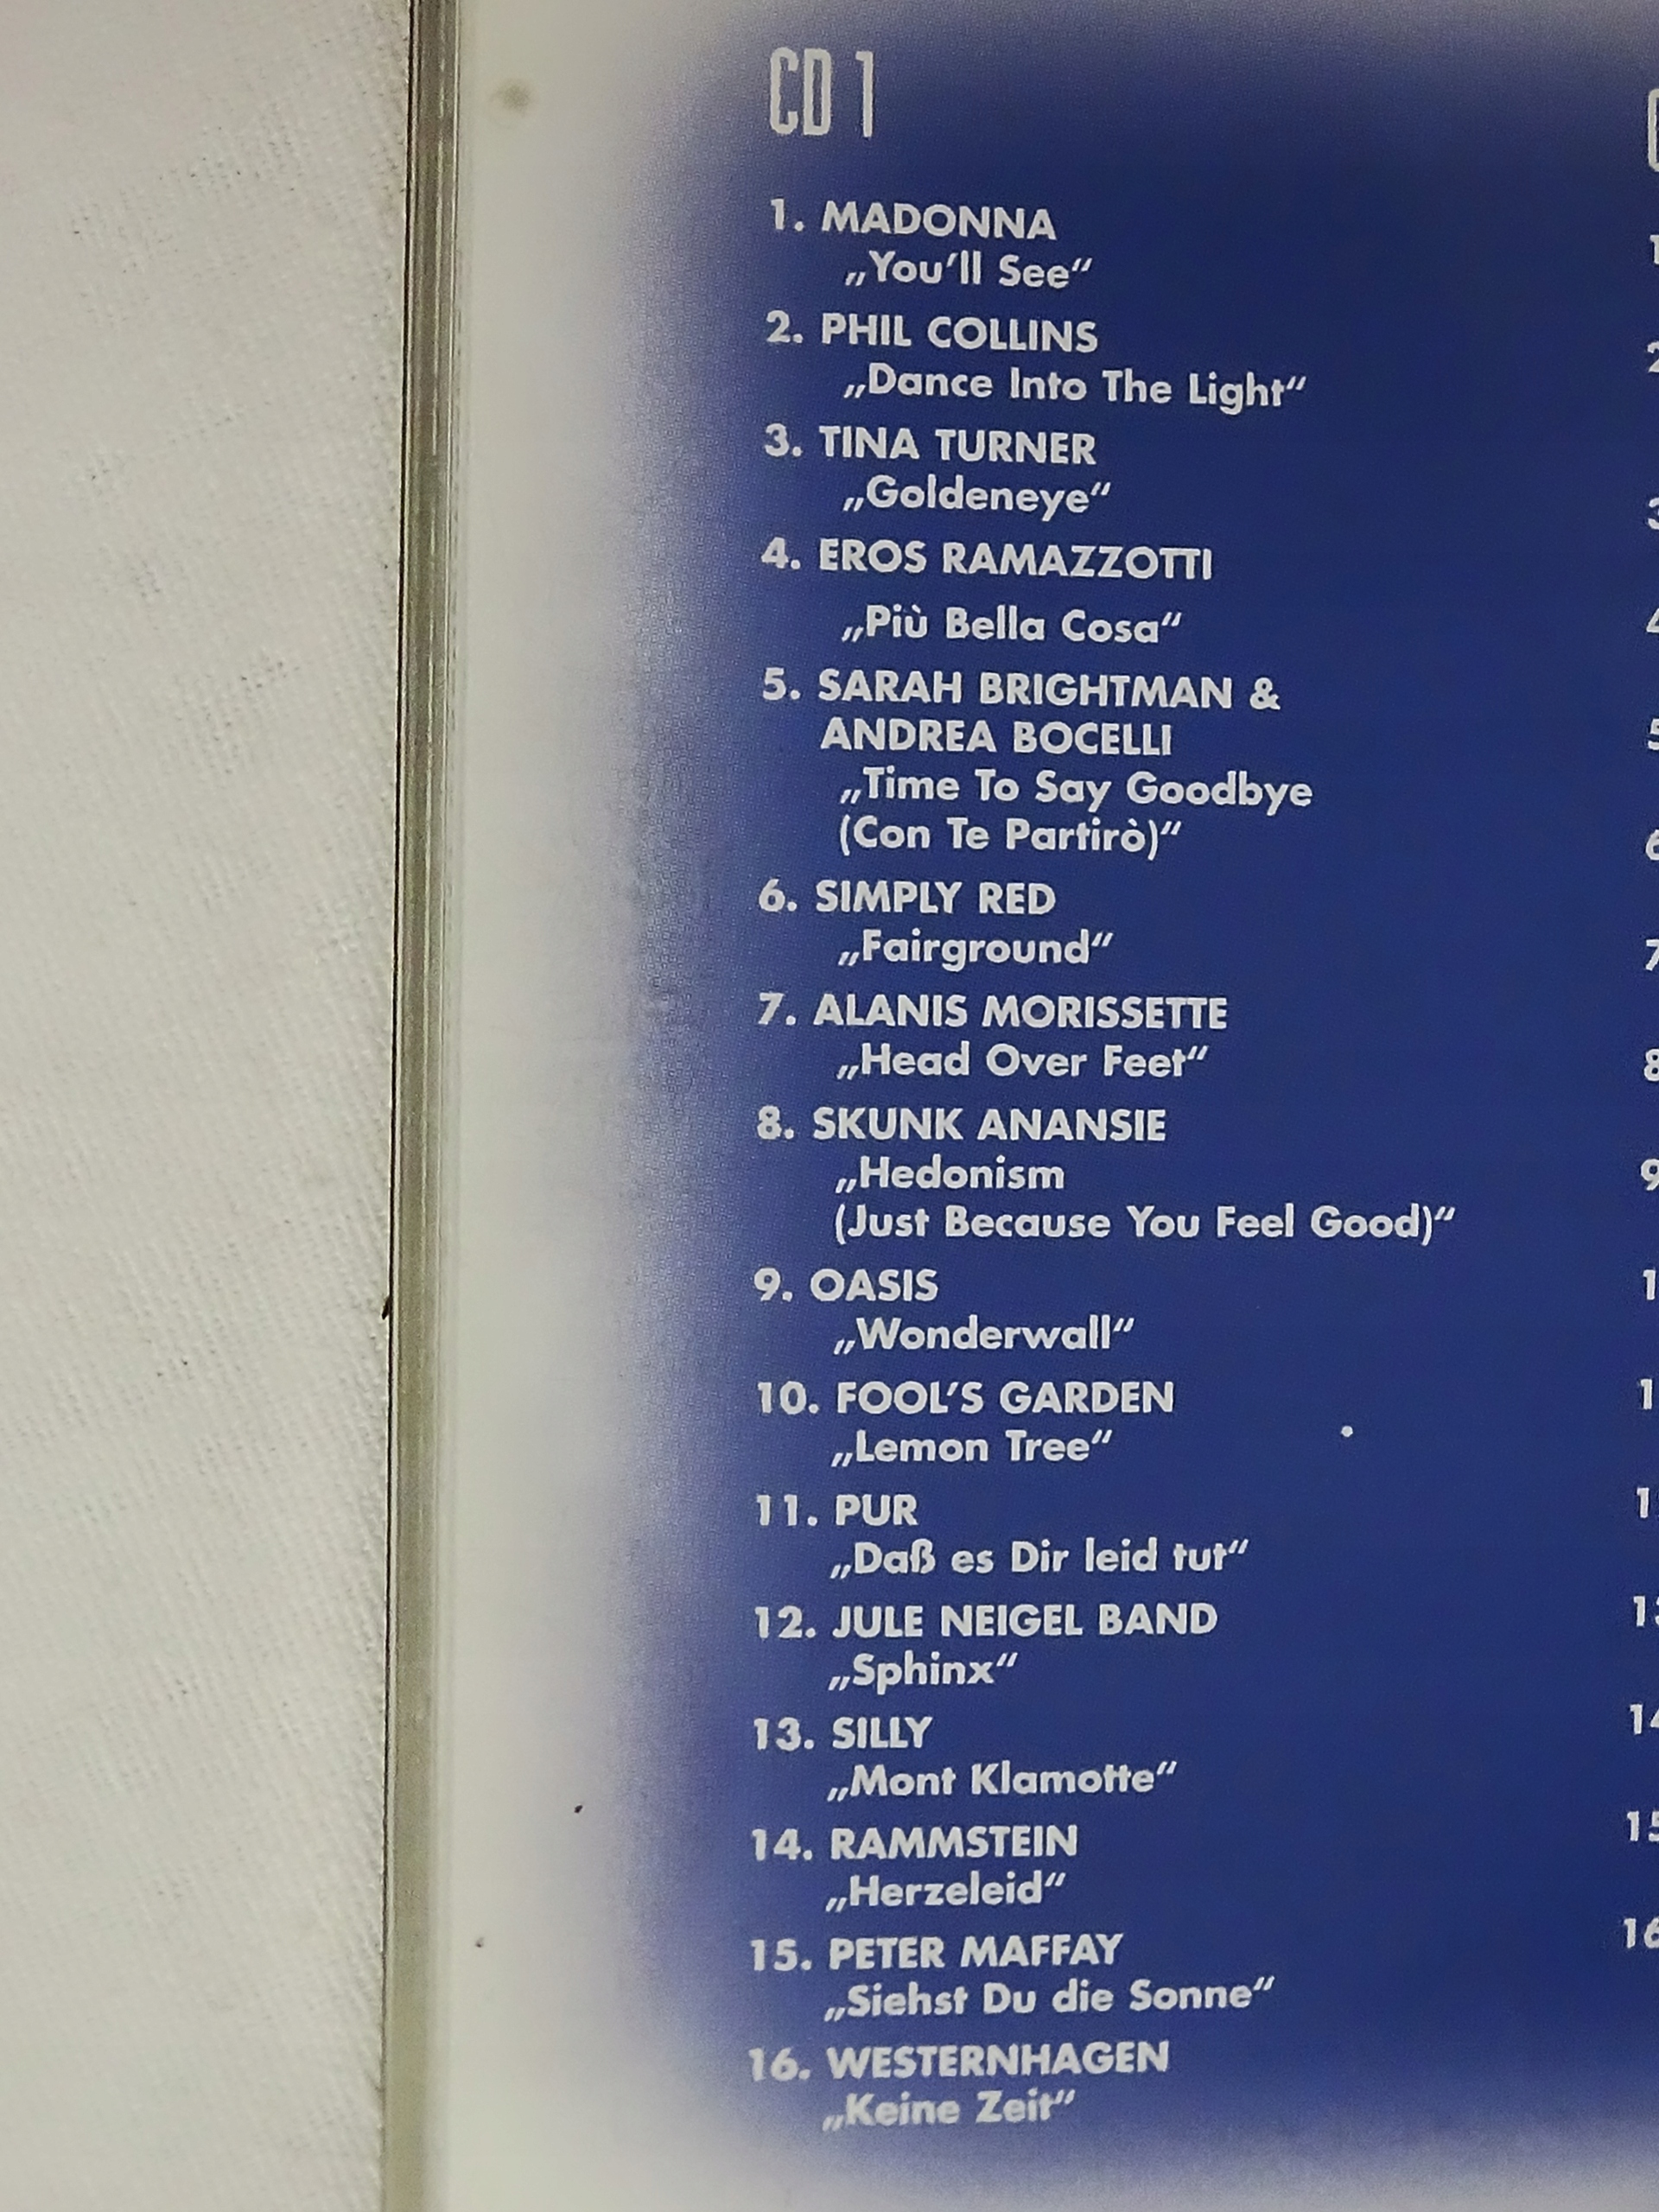 CD 1
1. MADONNA
„You'll See“
2. PHIL COLLINS
„Dance Into The Light“
3. TINA TURNER
„Goldeneye“
4. EROS RAMAZZOTTI
„Più Bella Cosa“
5. SARAH BRIGHTMAN &
ANDREA BOCELLI
„Time To Say Goodbye
(Con Te Partirò)“
6. SIMPLY RED
„Fairground“
7. ALANIS MORISSETTE
„Head Over Feet“
8. SKUNK ANANSIE
„Hedonism
(Just Because You Feel Good)“
9. OASIS
„Wonderwall“
10. FOOL'S GARDEN
„Lemon Tree“
11. PUR
„Daß es Dir leid tut“
12. JULE NEIGEL BAND
„Sphinx“
13. SILLY
„Mont Klamotte“
14. RAMMSTEIN
„Herzeleid“
15. PETER MAFFAY
„Siehst Du die Sonne“
16. WESTERNHAGEN
„Keine Zeit“